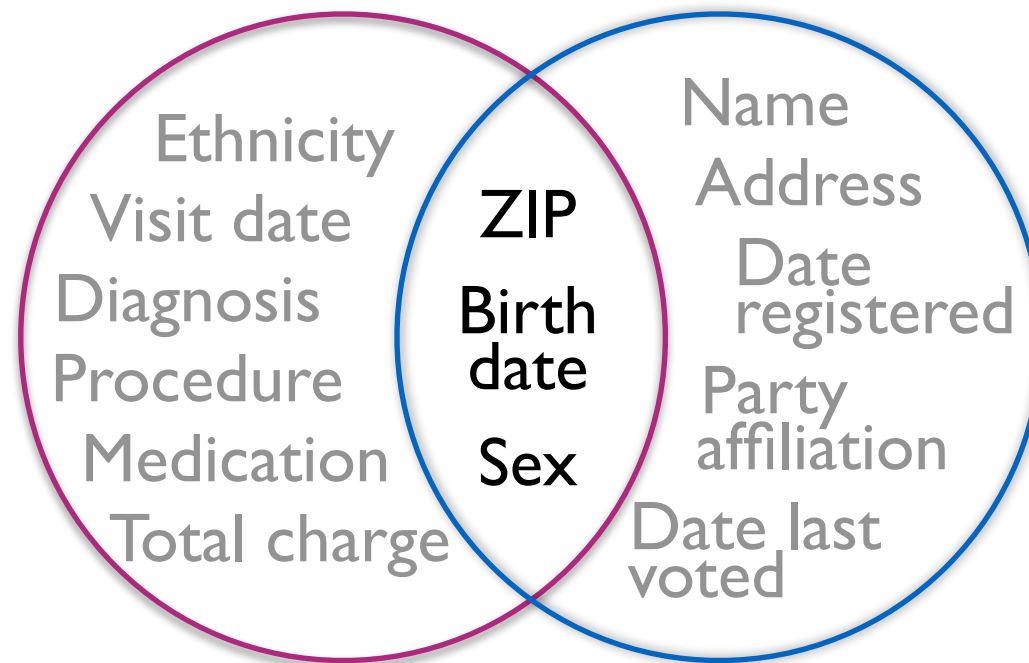 Ethnicity
Visit date
Diagnosis
Procedure
Medication
Total charge
ZIP
Birth
date
Sex
Name
Address
Date
registered
Party
affiliation
Date last
voted